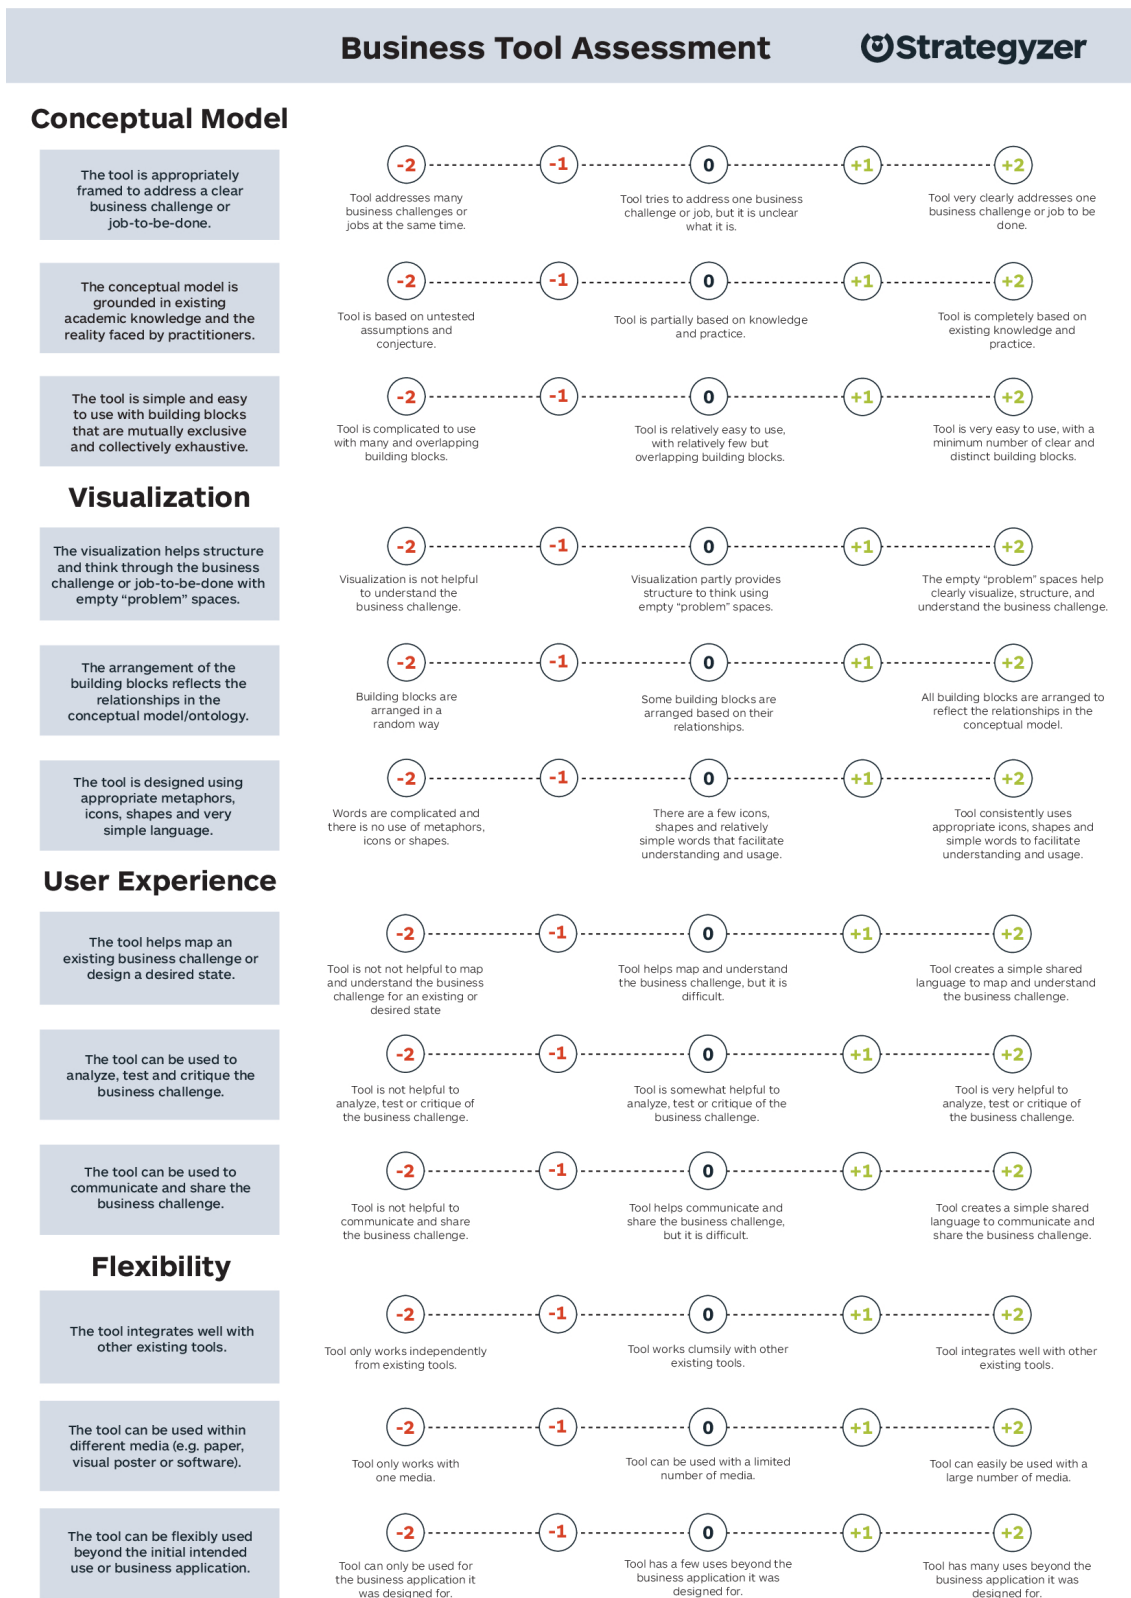 Business Tool Assessment
Strategyzer
Conceptual Model
The tool is appropriately
framed to address a clear
business challenge or
job-to-be-done.
-2
-1
0
+1
+2
Tool addresses many
business challenges or
jobs at the same time.
Tool tries to address one business
challenge or job, but it is unclear
what it is.
Tool very clearly addresses one
business challenge or job to be
done.
The conceptual model is
grounded in existing
academic knowledge and the
reality faced by practitioners.
-2
-1
0
+1
+2
Tool is based on untested
assumptions and
conjecture.
Tool is partially based on knowledge
and practice.
Tool is completely based on
existing knowledge and
practice.
The tool is simple and easy
to use with building blocks
that are mutually exclusive
and collectively exhaustive.
-2
-1
0
+1
+2
Tool is complicated to use
with many and overlapping
building blocks.
Tool is relatively easy to use,
with relatively few but
overlapping building blocks.
Tool is very easy to use, with a
minimum number of clear and
distinct building blocks.
Visualization
The visualization helps structure
and think through the business
challenge or job-to-be-done with
empty “problem” spaces.
-2
-1
0
+1
+2
Visualization is not helpful
to understand the
business challenge.
Visualization partly provides
structure to think using
empty “problem” spaces.
The empty “problem” spaces help
clearly visualize, structure, and
understand the business challenge.
The arrangement of the
building blocks reflects the
relationships in the
conceptual model/ontology.
-2
-1
0
+1
+2
Building blocks are
arranged in a
random way
Some building blocks are
arranged based on their
relationships.
All building blocks are arranged to
reflect the relationships in the
conceptual model.
The tool is designed using
appropriate metaphors,
icons, shapes and very
simple language.
-2
-1
0
+1
+2
Words are complicated and
there is no use of metaphors,
icons or shapes.
There are a few icons,
shapes and relatively
simple words that facilitate
understanding and usage.
Tool consistently uses
appropriate icons, shapes and
simple words to facilitate
understanding and usage.
User Experience
The tool helps map an
existing business challenge or
design a desired state.
-2
-1
0
+1
+2
Tool is not not helpful to map
and understand the business
challenge for an existing or
desired state
Tool helps map and understand
the business challenge, but it is
difficult.
Tool creates a simple shared
language to map and understand
the business challenge.
The tool can be used to
analyze, test and critique the
business challenge.
-2
-1
0
+1
+2
Tool is not helpful to
analyze, test or critique of
the business challenge.
Tool is somewhat helpful to
analyze, test or critique of the
business challenge.
Tool is very helpful to
analyze, test or critique of
the business challenge.
The tool can be used to
communicate and share the
business challenge.
-2
-1
0
+1
+2
Tool is not helpful to
communicate and share
the business challenge.
Tool helps communicate and
share the business challenge,
but it is difficult.
Tool creates a simple shared
language to communicate and
share the business challenge.
Flexibility
The tool integrates well with
other existing tools.
-2
-1
0
+1
+2
Tool only works independently
from existing tools.
Tool works clumsily with other
existing tools.
Tool integrates well with other
existing tools.
The tool can be used within
different media (e.g. paper,
visual poster or software).
-2
-1
0
+1
+2
Tool only works with
one media.
Tool can be used with a limited
number of media.
Tool can easily be used with a
large number of media.
The tool can be flexibly used
beyond the initial intended
use or business application.
-2
-1
0
+1
+2
Tool can only be used for
the business application it
was designed for.
Tool has a few uses beyond the
business application it was
designed for.
Tool has many uses beyond the
business application it was
designed for.